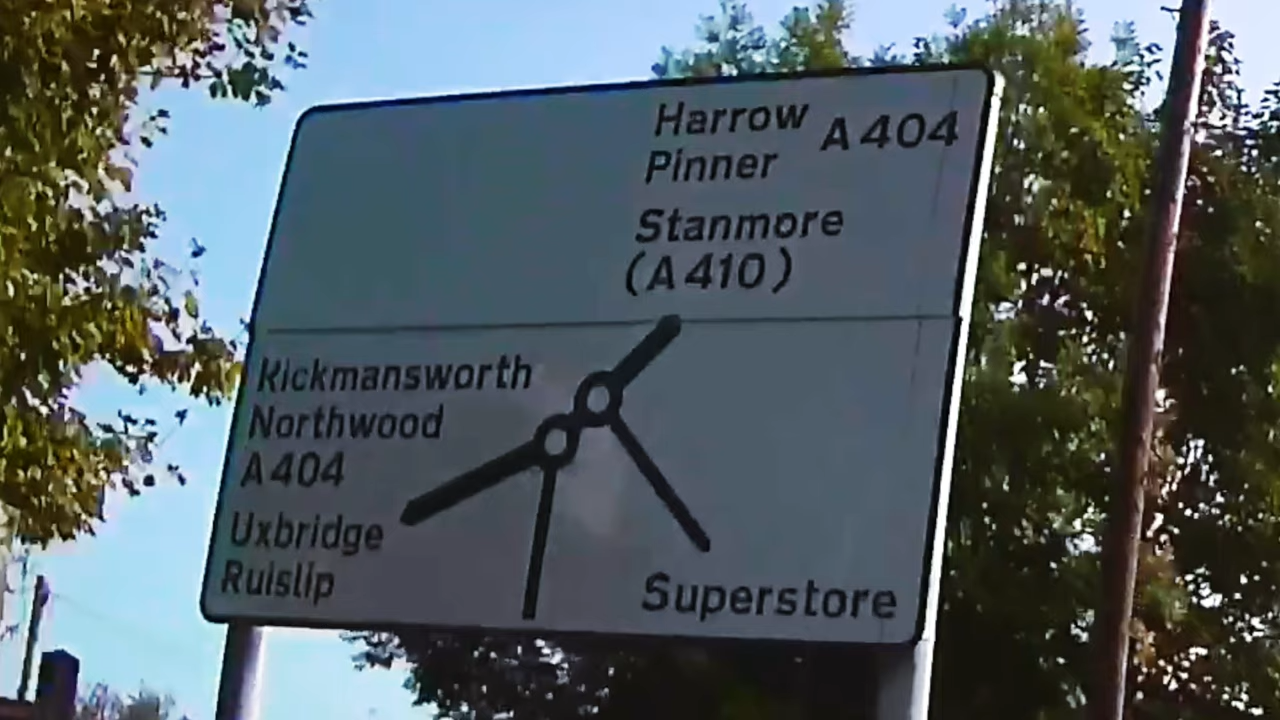 Harrow A404
Pinner
Stanmore
(A410)
Rickmansworth
Northwood
A404
Uxbridge
Ruislip
Superstore